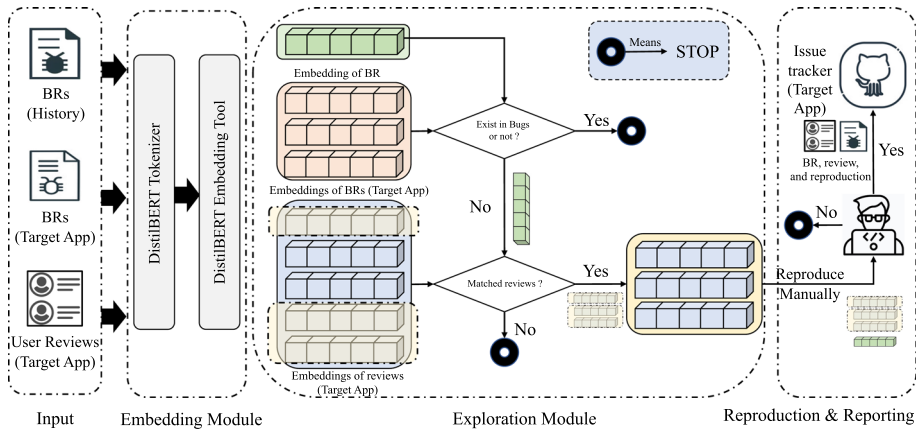 BRs
(History)
BRs
(Target App)
User Reviews
(Target App)
Input
DistilBERT Tokenizer
DistilBERT Embedding Tool
Embedding Module
Embedding of BR
Embeddings of BRs (Target App)
Embeddings of reviews
(Target App)
Means
STOP
Exist in Bugs
or not ?
Yes
No
Matched reviews ?
Yes
No
Exploration Module
Issue
tracker
(Target
App)
BR, review,
and reproduction
Yes
No
Reproduce
Manually
Reproduction & Reporting